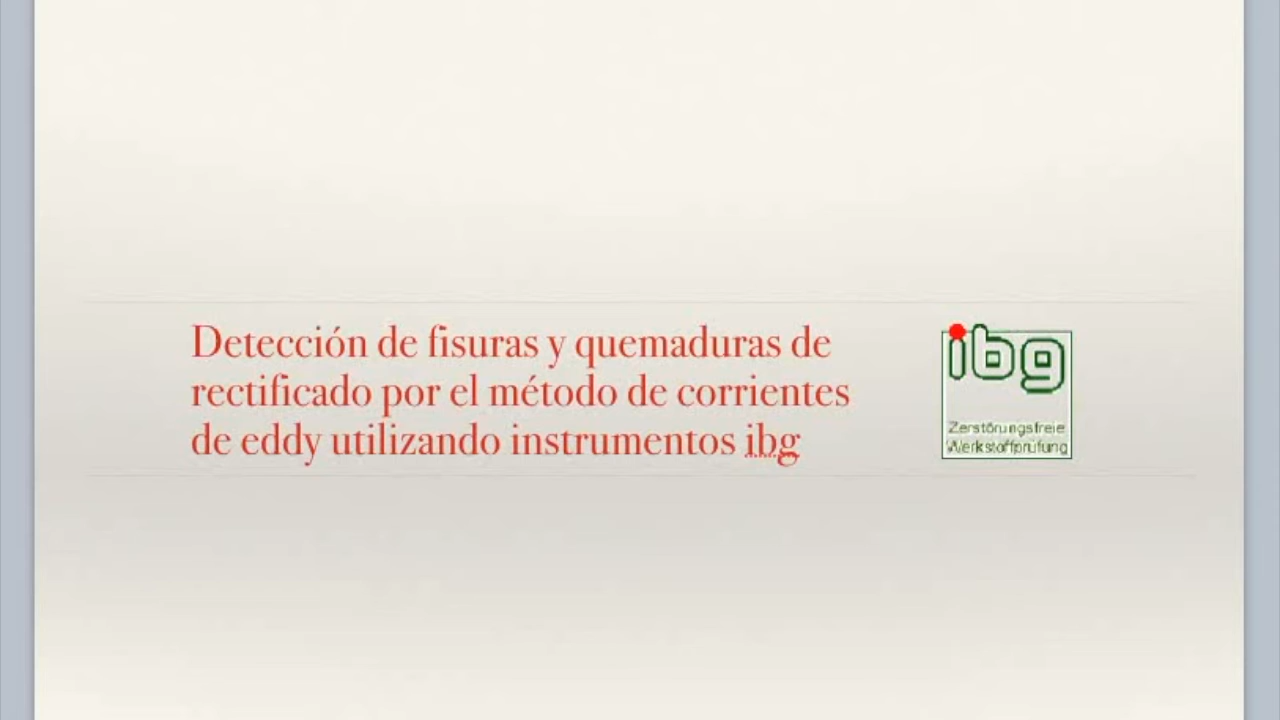 Detección de fisuras y quemaduras de
rectificado por el método de corrientes
de eddy utilizando instrumentos ibg
ibg
Zerstörungsfreie
Werkstoffprüfung